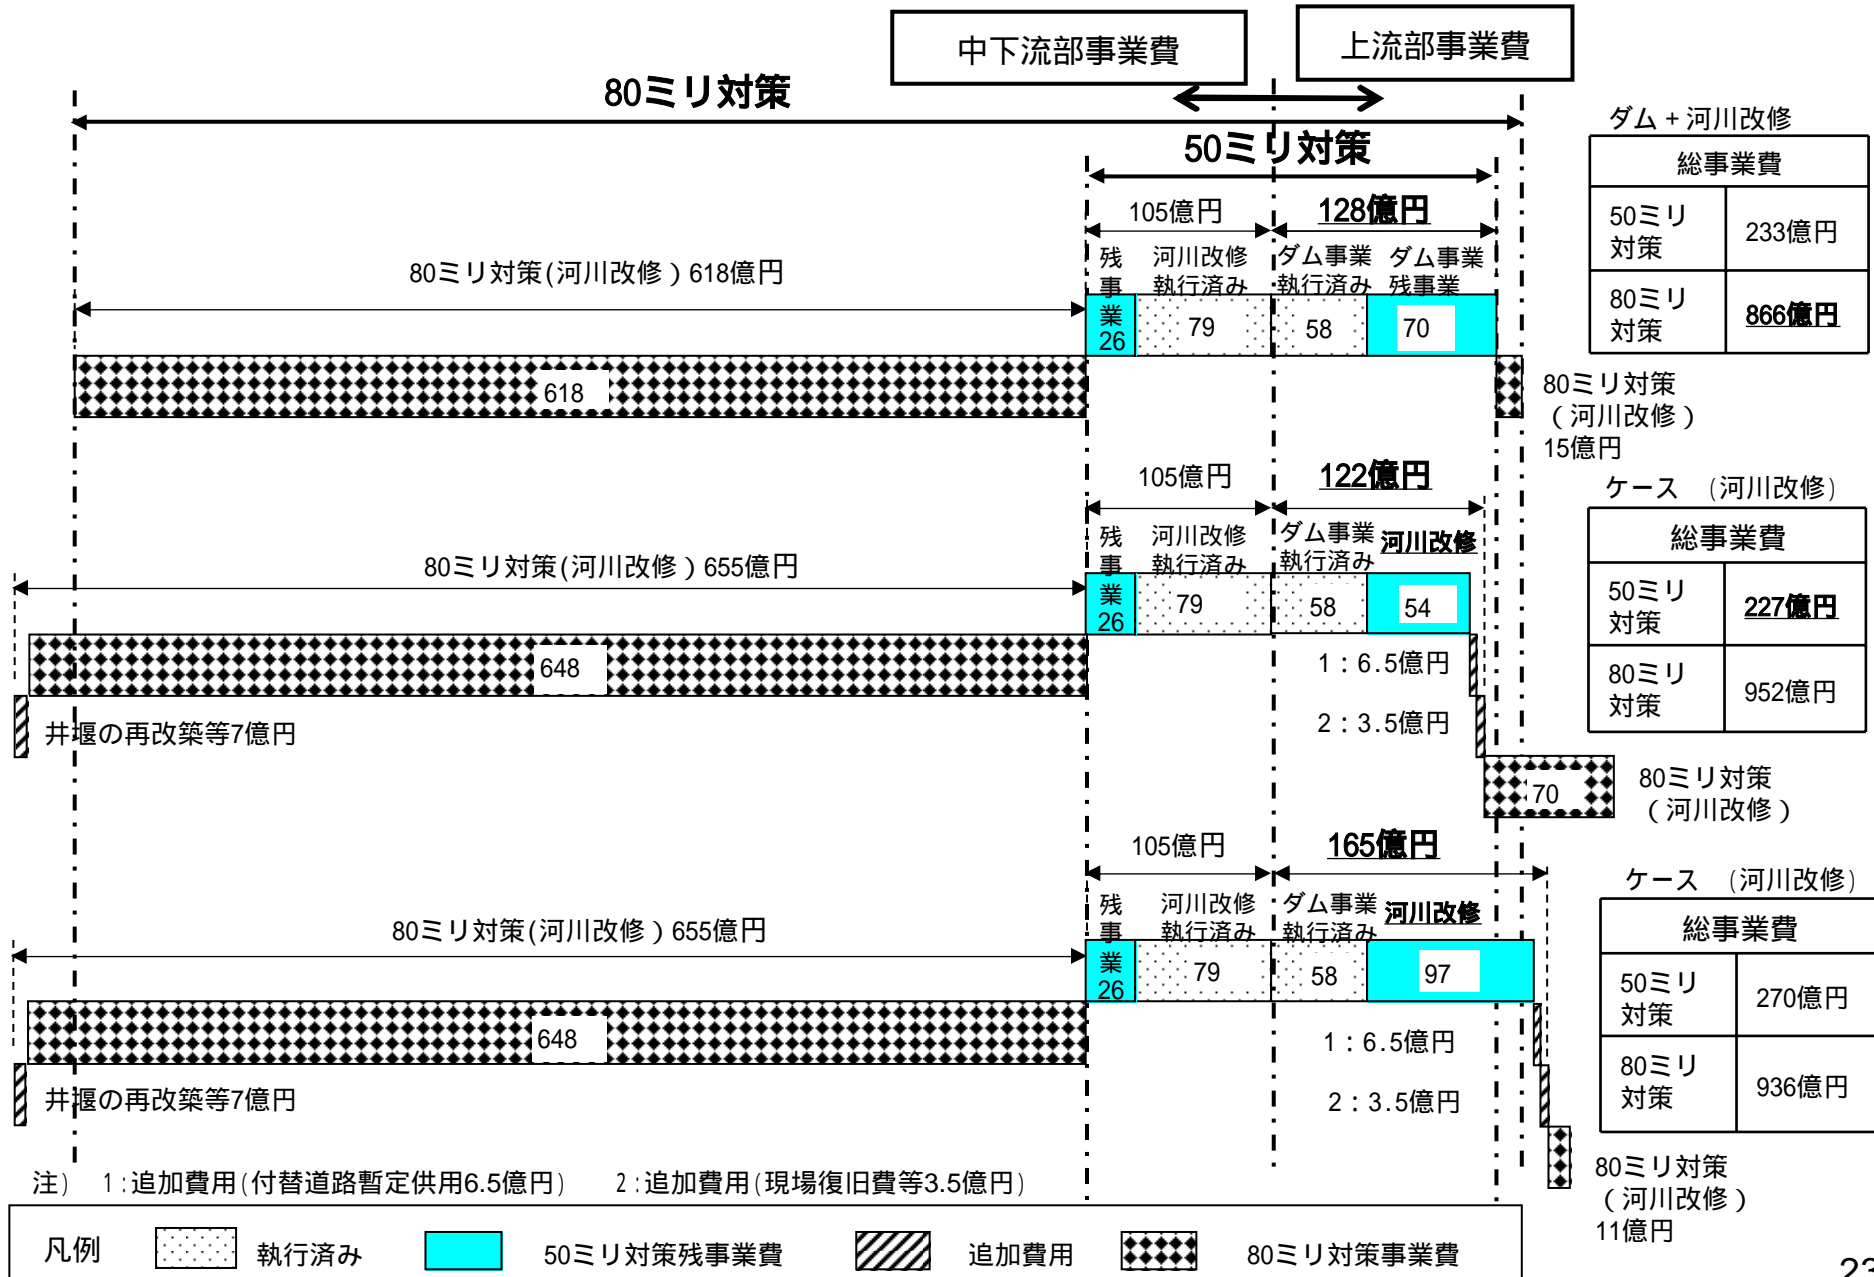 中下流部事業費
上流部事業費
80ミリ対策
50ミリ対策
ダム + 河川改修
総事業費
50ミリ
対策
233億円
80ミリ
対策
866億円
105億円
128億円
80ミリ対策(河川改修)618億円
残
事
業
26
河川改修
執行済み
79
ダム事業
執行済み
58
ダム事業
残事業
70
618
80ミリ対策
(河川改修)
15億円
ケース (河川改修)
総事業費
50ミリ
対策
227億円
80ミリ
対策
952億円
105億円
122億円
80ミリ対策(河川改修)655億円
残
事
業
26
河川改修
執行済み
79
ダム事業
執行済み
58
河川改修
54
648
1:6.5億円
2:3.5億円
井堰の再改築等7億円
70
80ミリ対策
(河川改修)
ケース (河川改修)
総事業費
50ミリ
対策
270億円
80ミリ
対策
936億円
105億円
165億円
80ミリ対策(河川改修)655億円
残
事
業
26
河川改修
執行済み
79
ダム事業
執行済み
58
河川改修
97
648
1:6.5億円
2:3.5億円
井堰の再改築等7億円
80ミリ対策
(河川改修)
11億円
注) 1:追加費用(付替道路暫定供用6.5億円) 2:追加費用(現場復旧費等3.5億円)
凡例 執行済み 50ミリ対策残事業費 追加費用 80ミリ対策事業費
23